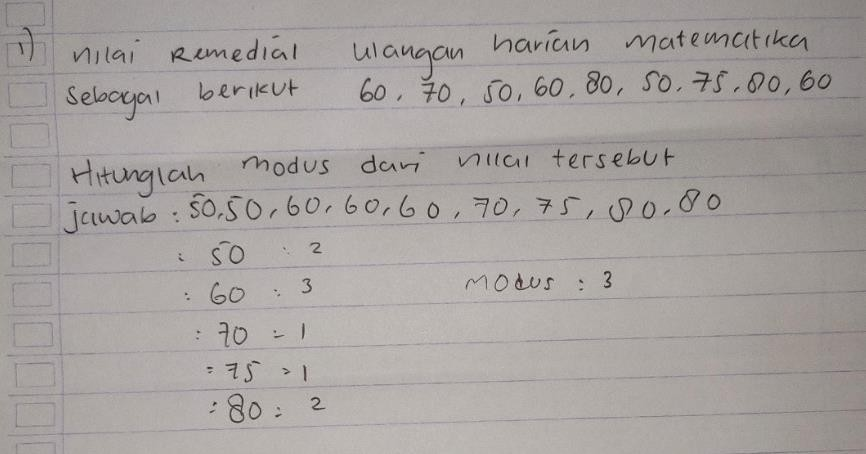 1) nilai Remedial ulangan harian matematika
sebagai berikut 60, 70, 50, 60, 80, 50, 75, 80, 60
Hitunglah modus dari nilai tersebut
jawab : 50, 50, 60, 60, 60, 70, 75, 80, 80
: 50 : 2
: 60 : 3 modus : 3
: 70 = 1
= 75 = 1
: 80 : 2